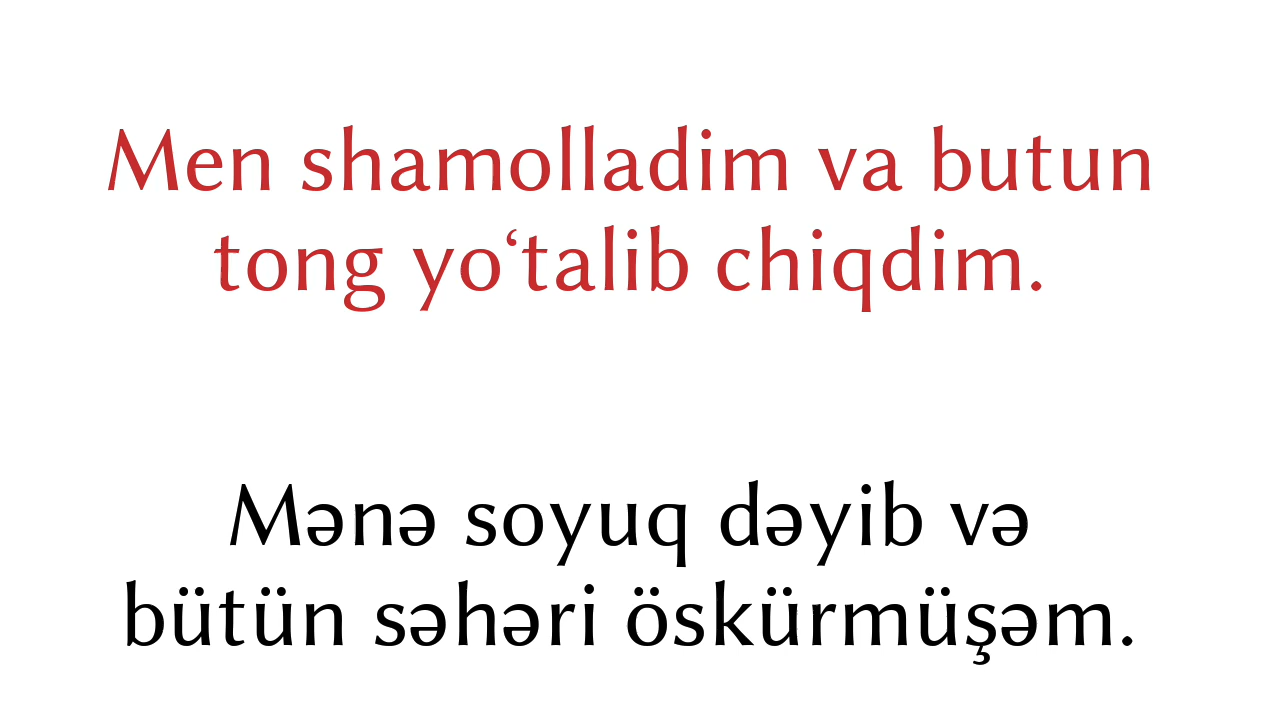 Men shamolladim va butun
tong yo‘talib chiqdim.
Mənə soyuq dəyib və
bütün səhəri öskürmüşəm.